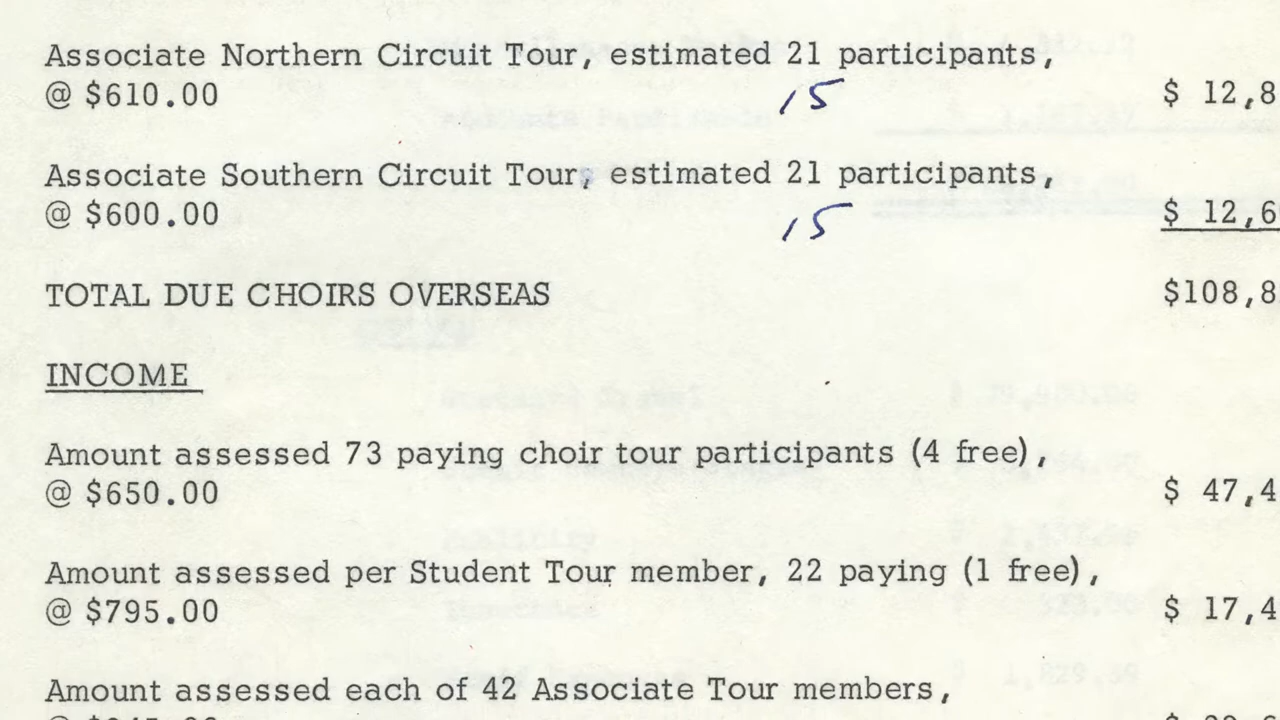 Associate Northern Circuit Tour, estimated 21 participants,
@ $610.00 15 $ 12,8
Associate Southern Circuit Tour, estimated 21 participants,
@ $600.00 15 $ 12,6
TOTAL DUE CHOIRS OVERSEAS $108,8
INCOME
Amount assessed 73 paying choir tour participants (4 free),
@ $650.00 $ 47,4
Amount assessed per Student Tour member, 22 paying (1 free),
@ $795.00 $ 17,4
Amount assessed each of 42 Associate Tour members,